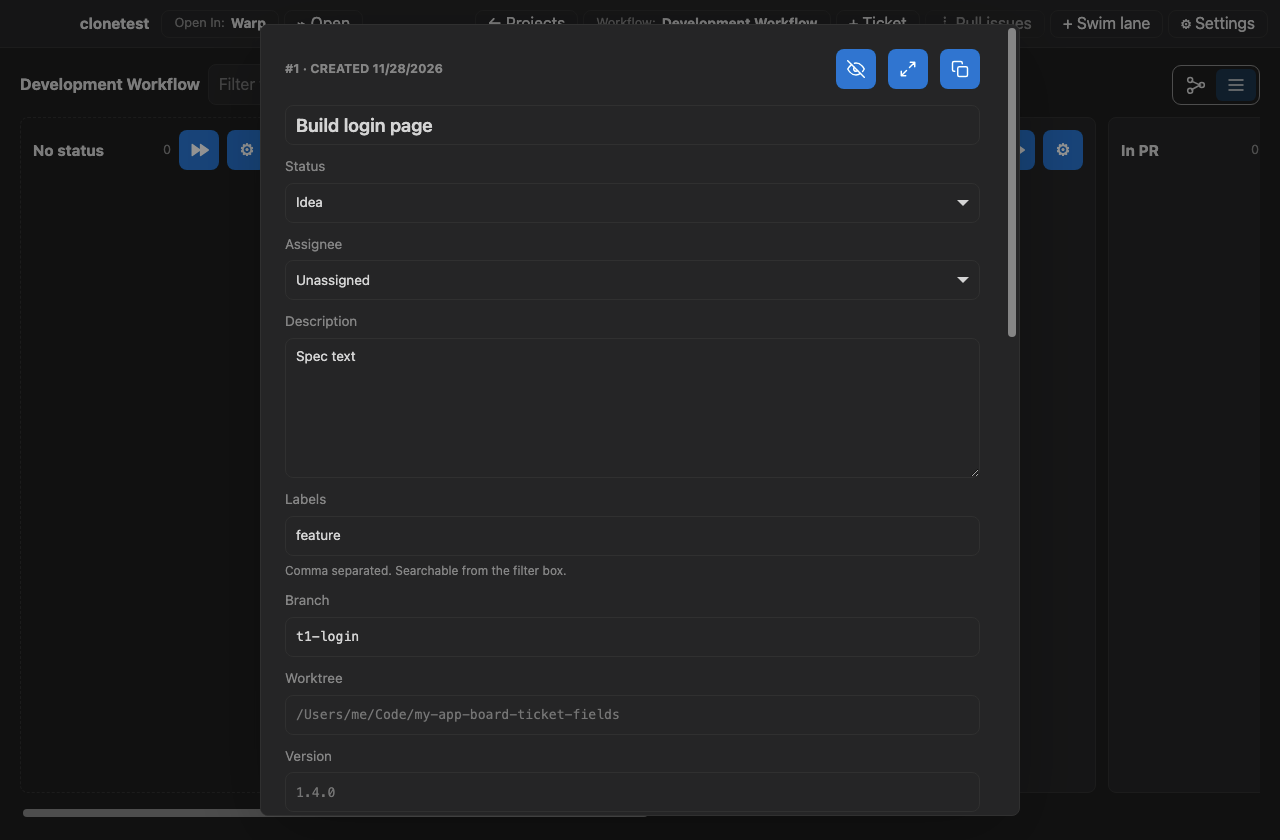 clonetest
Open In: Warp
Open
← Projects
Workflow: Development Workflow
+ Ticket
⋮ Pull issues
+ Swim lane
⚙ Settings
Development Workflow
Filter
No status
0
In PR
0
#1 · CREATED 11/28/2026
Build login page
Status
Idea
Assignee
Unassigned
Description
Spec text
Labels
feature
Comma separated. Searchable from the filter box.
Branch
t1-login
Worktree
/Users/me/Code/my-app-board-ticket-fields
Version
1.4.0